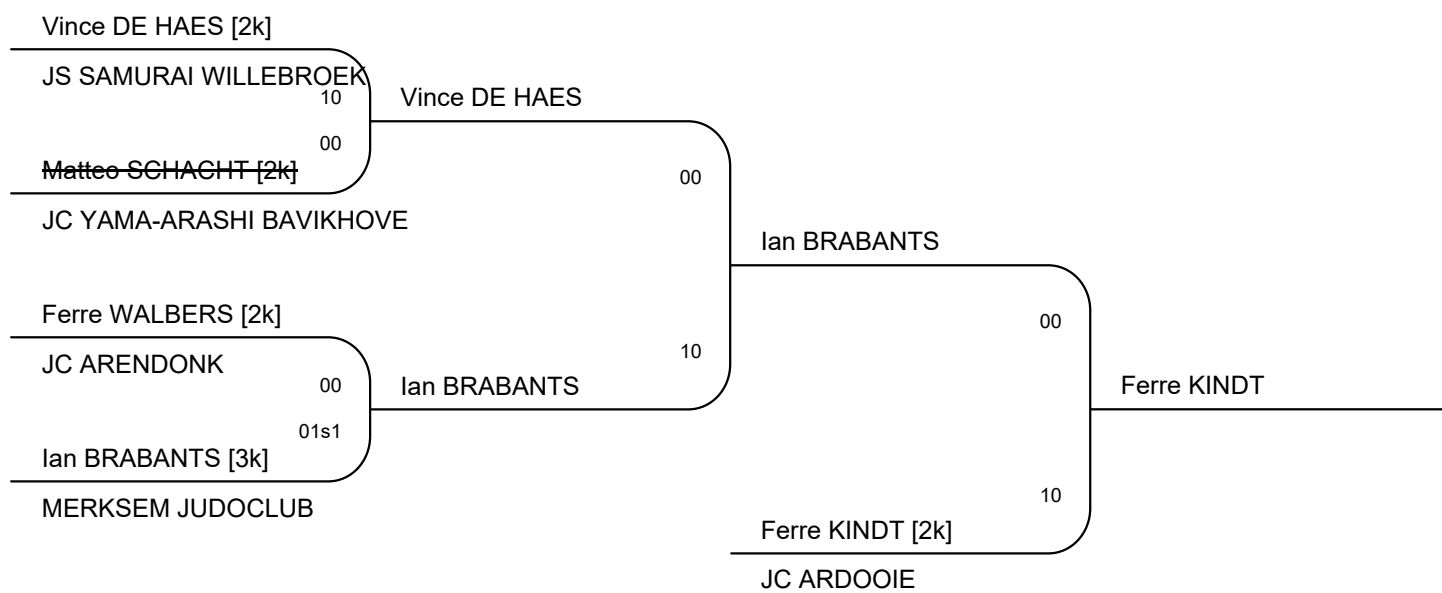 Vince DE HAES [2k]
JS SAMURAI WILLEBROEK
10
Vince DE HAES
00
Matteo SCHACHT [2k]
00
JC YAMA-ARASHI BAVIKHOVE
Ian BRABANTS
Ferre WALBERS [2k]
00
JC ARENDONK
10
00
Ian BRABANTS
Ferre KINDT
01s1
Ian BRABANTS [3k]
10
MERKSEM JUDOCLUB
Ferre KINDT [2k]
JC ARDOOIE